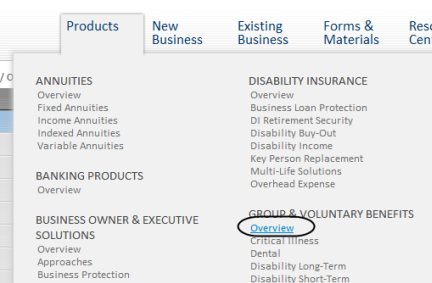 Products
New Business
Existing Business
Forms & Materials
ANNUITIES
Overview
Fixed Annuities
Income Annuities
Indexed Annuities
Variable Annuities
BANKING PRODUCTS
Overview
BUSINESS OWNER & EXECUTIVE
SOLUTIONS
Overview
Approaches
Business Protection
DISABILITY INSURANCE
Overview
Business Loan Protection
DI Retirement Security
Disability Buy-Out
Disability Income
Key Person Replacement
Multi-Life Solutions
Overhead Expense
GROUP & VOLUNTARY BENEFITS
Overview
Critical Illness
Dental
Disability Long-Term
Disability Short-Term